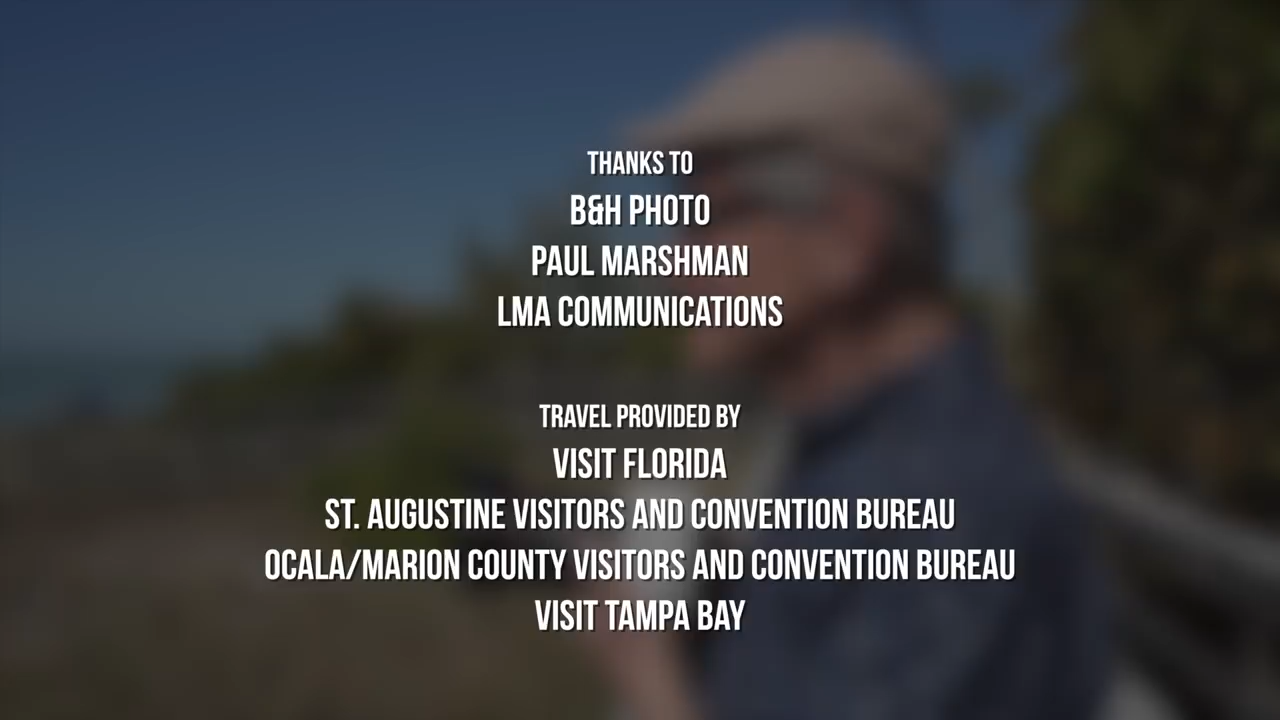 THANKS TO
B&H PHOTO
PAUL MARSHMAN
LMA COMMUNICATIONS
TRAVEL PROVIDED BY
VISIT FLORIDA
ST. AUGUSTINE VISITORS AND CONVENTION BUREAU
OCALA/MARION COUNTY VISITORS AND CONVENTION BUREAU
VISIT TAMPA BAY